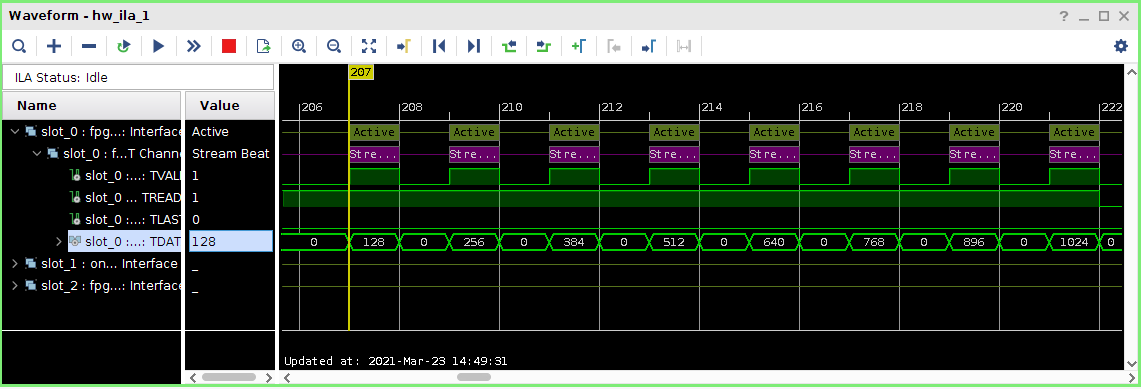 Waveform - hw_ila_1
? _ □ X
ILA Status: Idle
Name Value
slot_0 : fpg...: Interface Active
slot_0 : f...T Channe Stream Beat
slot_0 :...: TVALI 1
slot_0 ... TREAD 1
slot_0 :...: TLAST 0
slot_0 :...: TDAT 128
slot_1 : on... Interface _
slot_2 : fpg...: Interface _
207
206 208 210 212 214 216 218 220 222
Active Active Active Active Active Active Active Active
Stre... Stre... Stre... Stre... Stre... Stre... Stre... Stre...
0 128 0 256 0 384 0 512 0 640 0 768 0 896 0 1024 0
Updated at: 2021-Mar-23 14:49:31